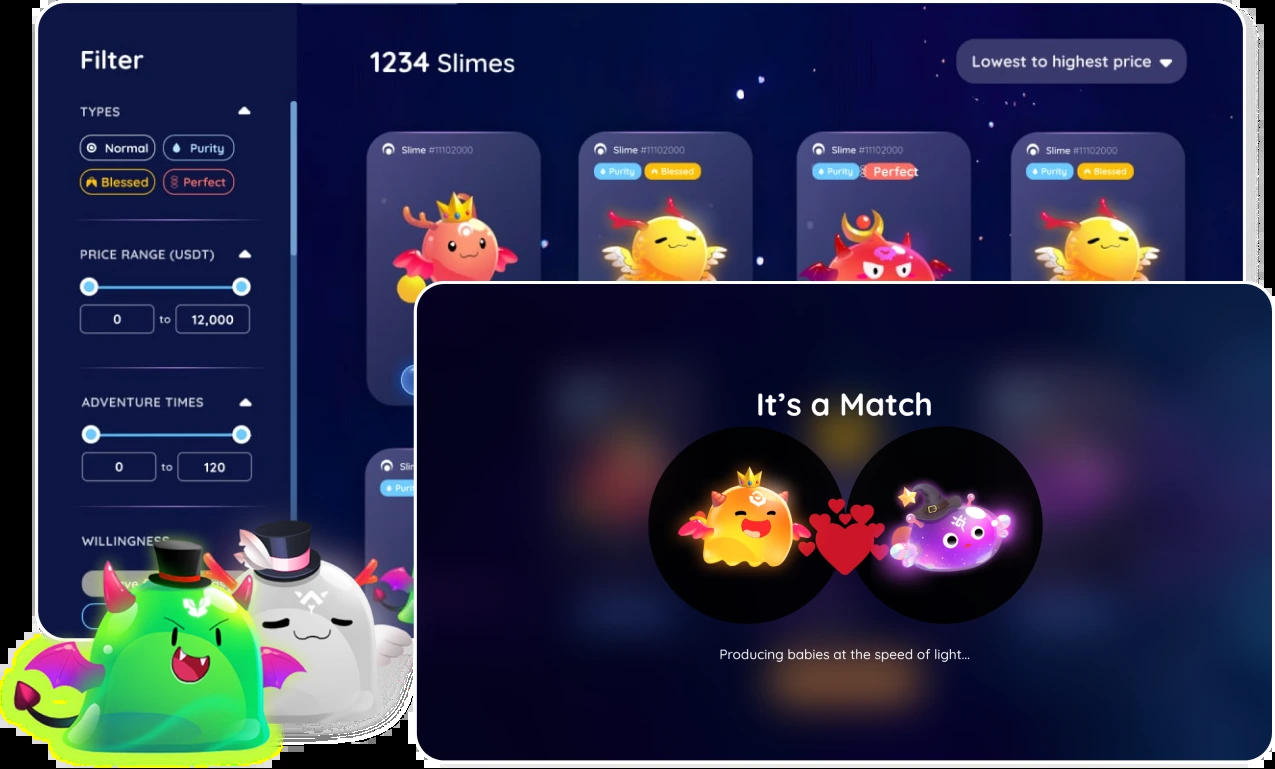 Filter
1234 Slimes
Lowest to highest price
TYPES
Normal
Purity
Blessed
Perfect
PRICE RANGE (USDT)
0 to 12,000
ADVENTURE TIMES
0 to 120
WILLINGNESS
Slime #11102000
Slime #11102000
Purity Blessed
Slime #11102000
Purity Perfect
Slime #11102000
Purity Blessed
It's a Match
Producing babies at the speed of light...